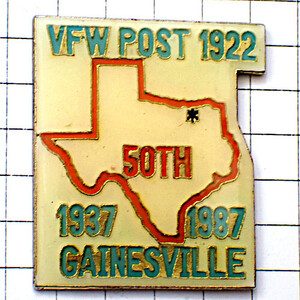 VFW POST 1922
50TH
1937 1987
GAINESVILLE